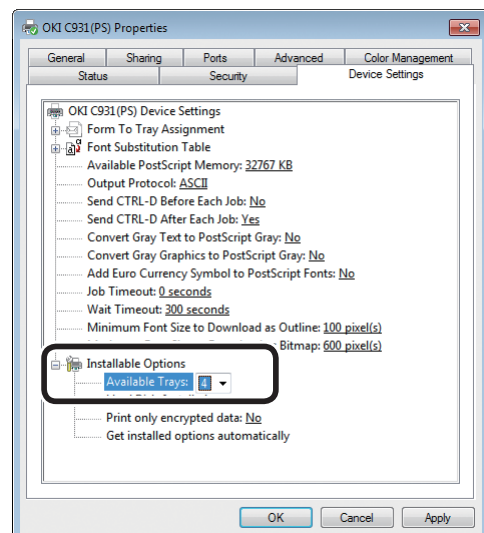 OKI C931(PS) Properties
General Sharing Ports Advanced Color Management
Status Security Device Settings
OKI C931(PS) Device Settings
Form To Tray Assignment
Font Substitution Table
Available PostScript Memory: 32767 KB
Output Protocol: ASCII
Send CTRL-D Before Each Job: No
Send CTRL-D After Each Job: Yes
Convert Gray Text to PostScript Gray: No
Convert Gray Graphics to PostScript Gray: No
Add Euro Currency Symbol to PostScript Fonts: No
Job Timeout: 0 seconds
Wait Timeout: 300 seconds
Minimum Font Size to Download as Outline: 100 pixel(s)
Bitmap: 600 pixel(s)
Installable Options
Available Trays: 4
Print only encrypted data: No
Get installed options automatically
OK Cancel Apply